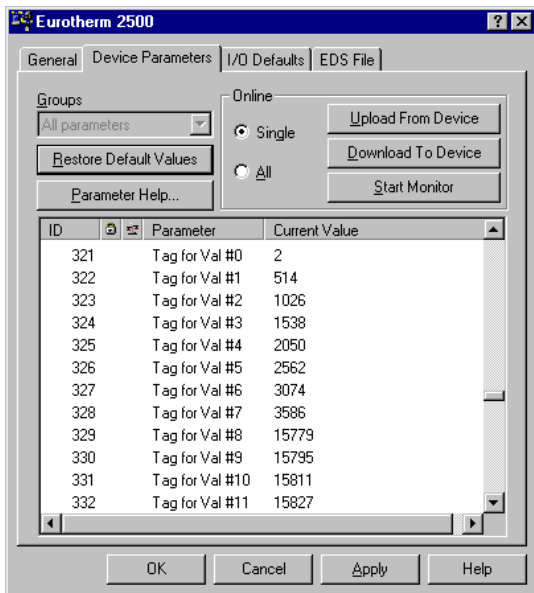 Eurotherm 2500
General Device Parameters I/O Defaults EDS File
Groups
All parameters
Restore Default Values
Parameter Help...
Online
Single
All
Upload From Device
Download To Device
Start Monitor
ID Parameter Current Value
321 Tag for Val #0 2
322 Tag for Val #1 514
323 Tag for Val #2 1026
324 Tag for Val #3 1538
325 Tag for Val #4 2050
326 Tag for Val #5 2562
327 Tag for Val #6 3074
328 Tag for Val #7 3586
329 Tag for Val #8 15779
330 Tag for Val #9 15795
331 Tag for Val #10 15811
332 Tag for Val #11 15827
OK Cancel Apply Help